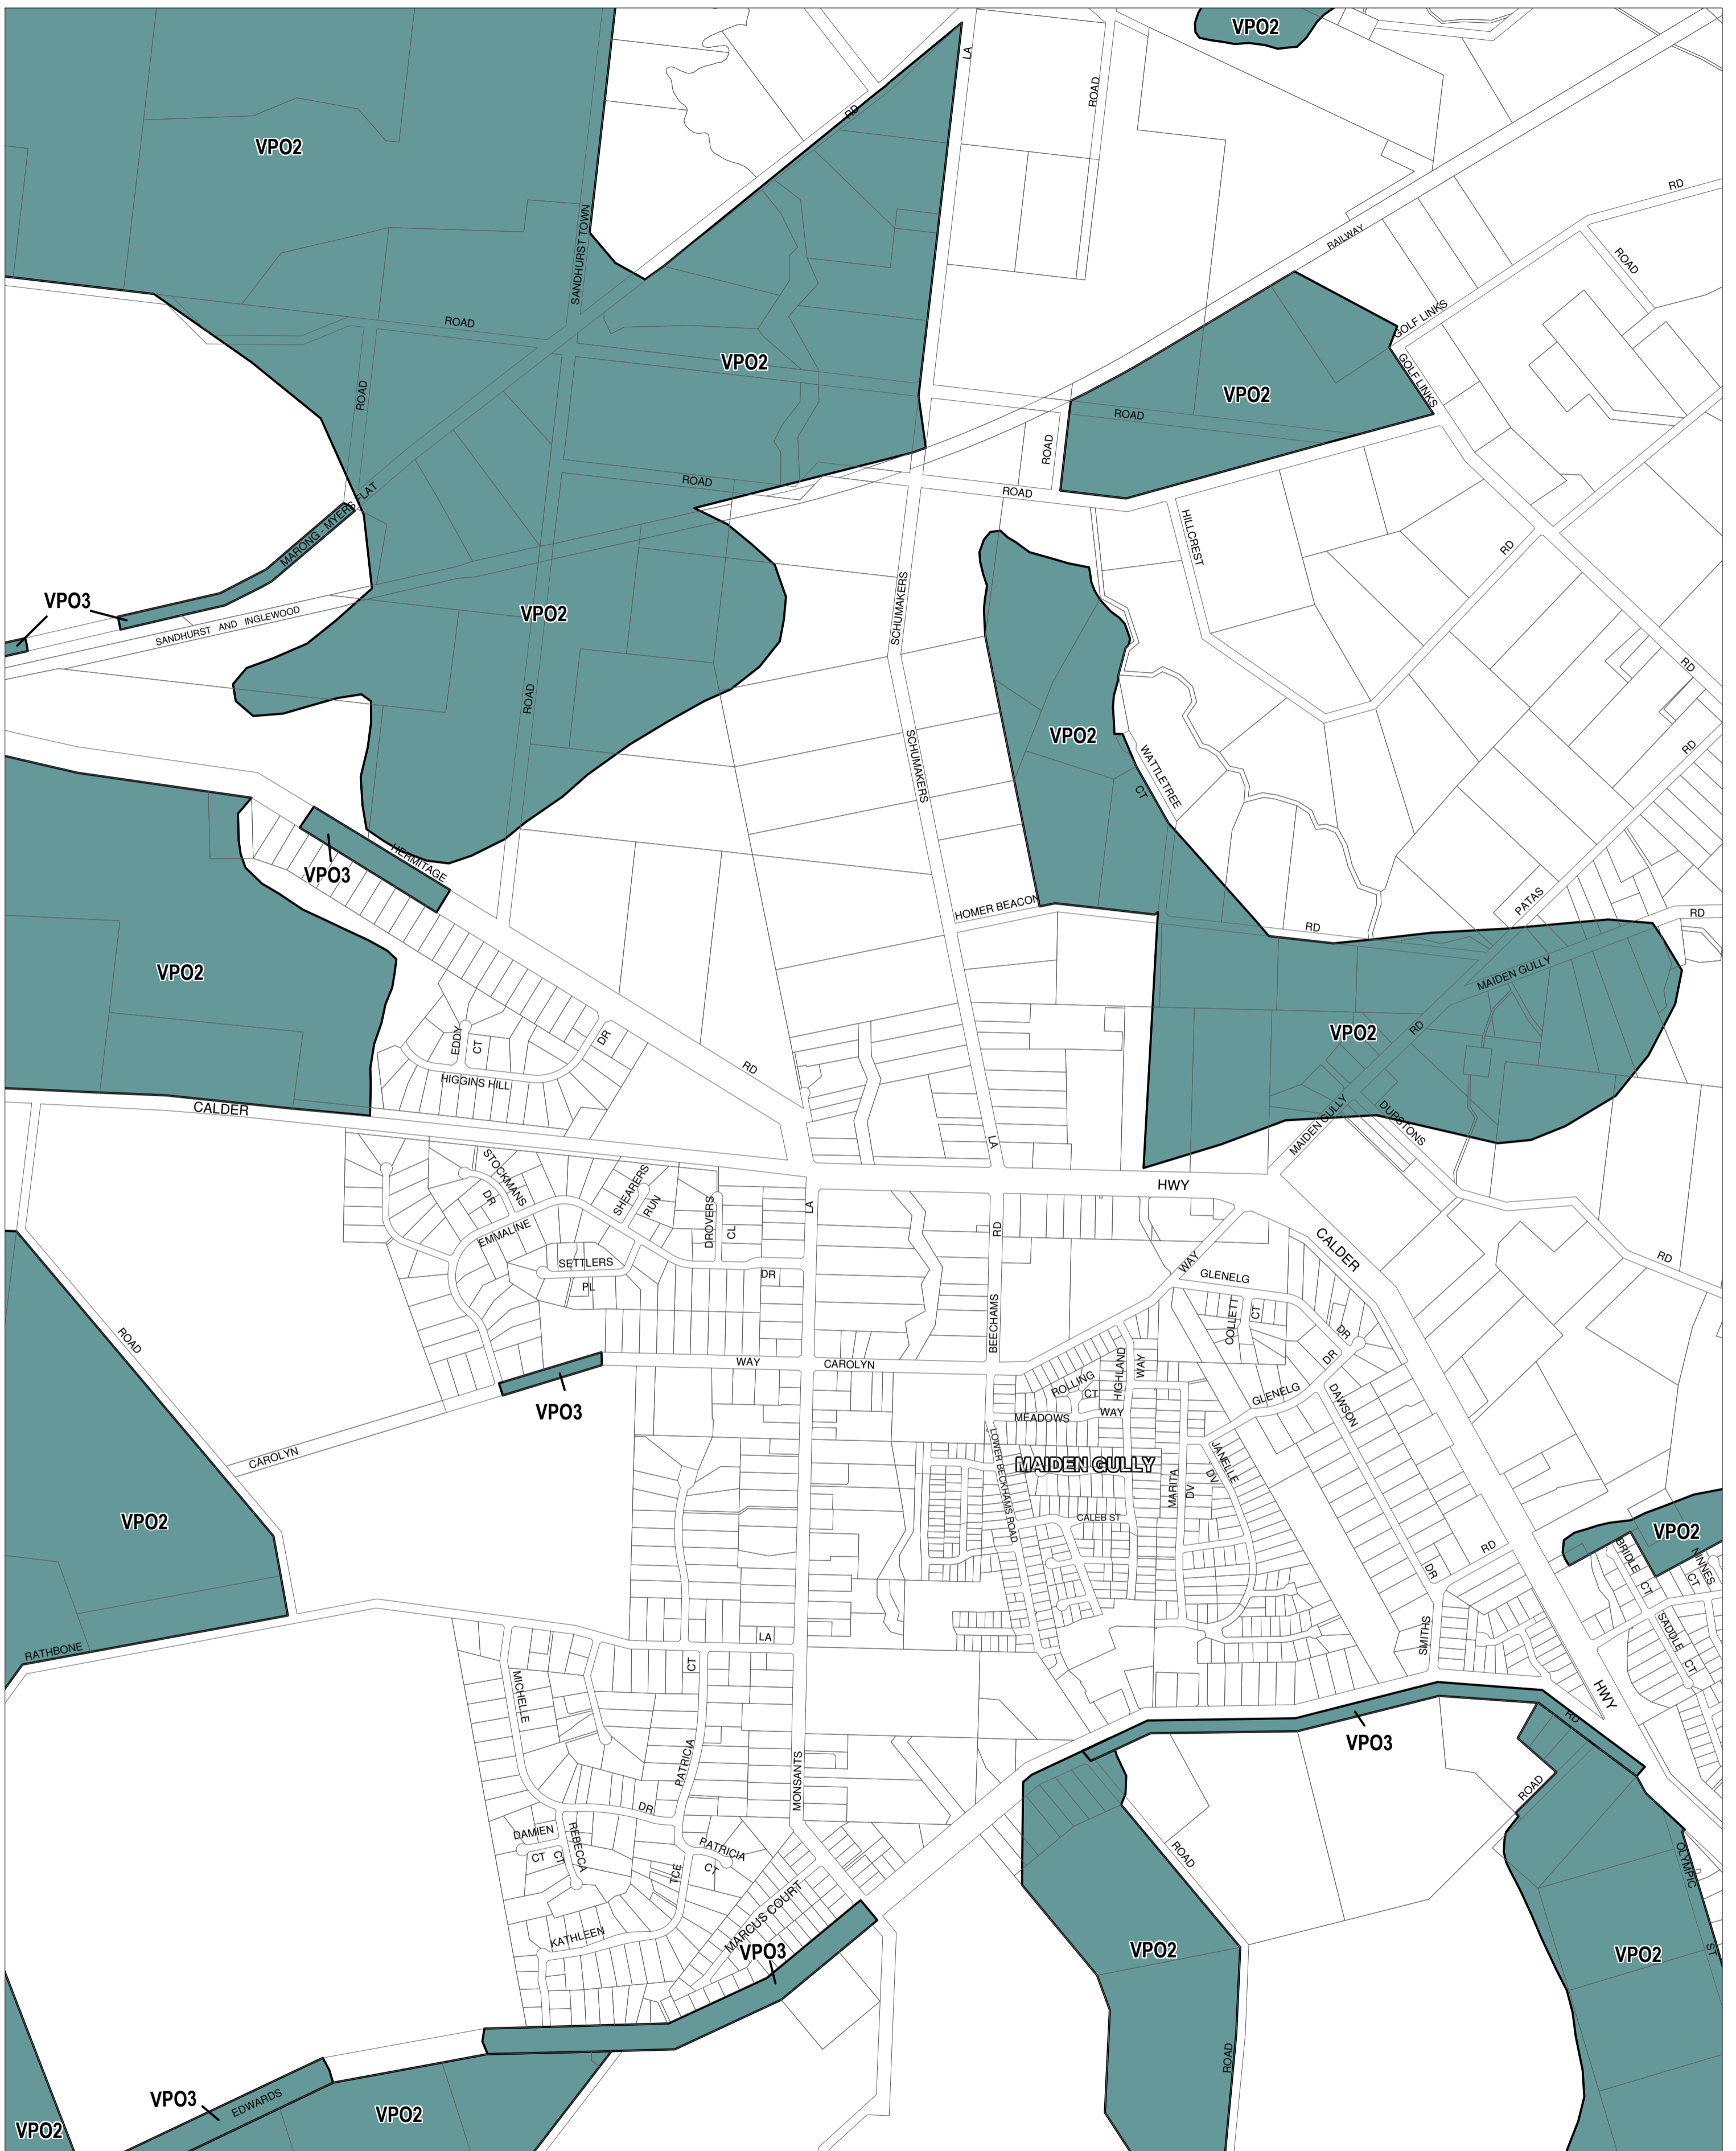 VPO2
LA
ROAD
RD
VPO2
RD
RAILWAY
ROAD
SANDHURST TOWN
GOLF LINKS
ROAD
VPO2
GOLF LINKS
VPO2
ROAD
ROAD
ROAD
ROAD
ROAD
MARONG - MYERS FLAT
HILLCREST
RD
VPO3
SANDHURST AND INGLEWOOD
VPO2
SCHUMAKERS
RD
ROAD
VPO2
SCHUMAKERS
WATTLETREE
CT
RD
HERMITAGE
VPO3
HOMER BEACON
PATAS
RD
RD
VPO2
MAIDEN GULLY
VPO2
RD
EDDY
CT
DR
HIGGINS HILL
RD
CALDER
MAIDEN GULLY
DURSTONS
LA
STOCKMANS
DR
SHEARERS
RUN
DROVERS
CL
LA
HWY
EMMALINE
SETTLERS
PL
DR
RD
WAY
CALDER
GLENELG
RD
ROAD
BEECHAMS
COLLETT
CT
DR
WAY
CAROLYN
DR
ROLLING
CT
HIGHLAND
WAY
GLENELG
DAWSON
VPO3
MEADOWS
WAY
CAROLYN
LOWER BECKHAMS ROAD
MAIDEN GULLY
JANELLE
DV
MARITA
DV
VPO2
CALEB ST
VPO2
RD
DR
BRIDLE
CT
NINNES
CT
LA
SMITHS
SADDLE
CT
RATHBONE
CT
MICHELLE
HWY
RD
VPO3
PATRICIA
MONSANTS
ROAD
DR
DAMIEN
CT
CT
REBECCA
PATRICIA
CT
TCE
ROAD
OLYMPIC
MARCUS COURT
KATHLEEN
VPO3
VPO2
VPO2
ST
ROAD
VPO3
EDWARDS
VPO2
VPO2